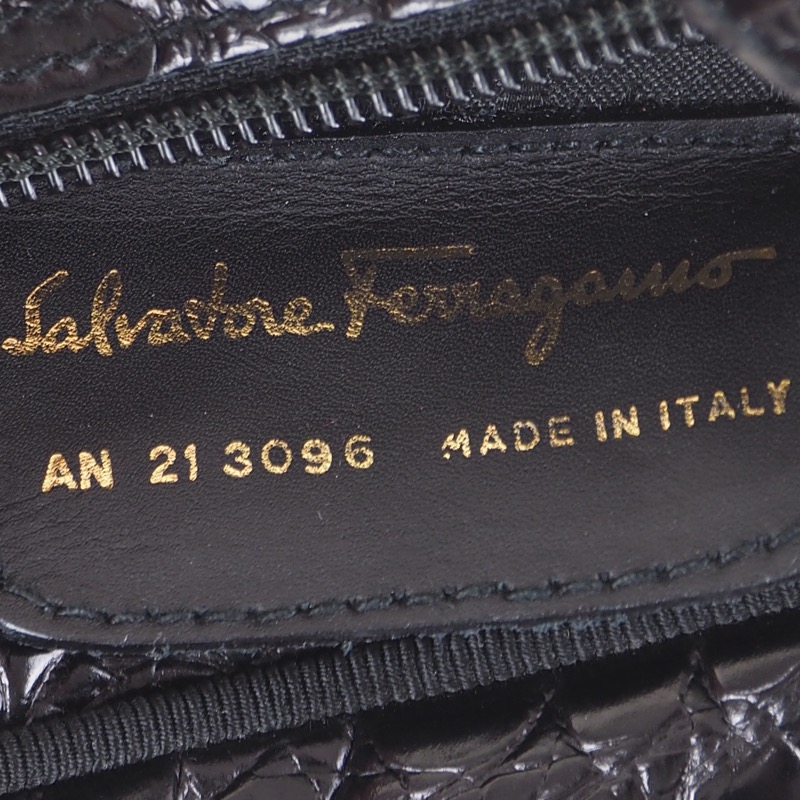 Salvatore Ferragamo
AN 21 3096 MADE IN ITALY